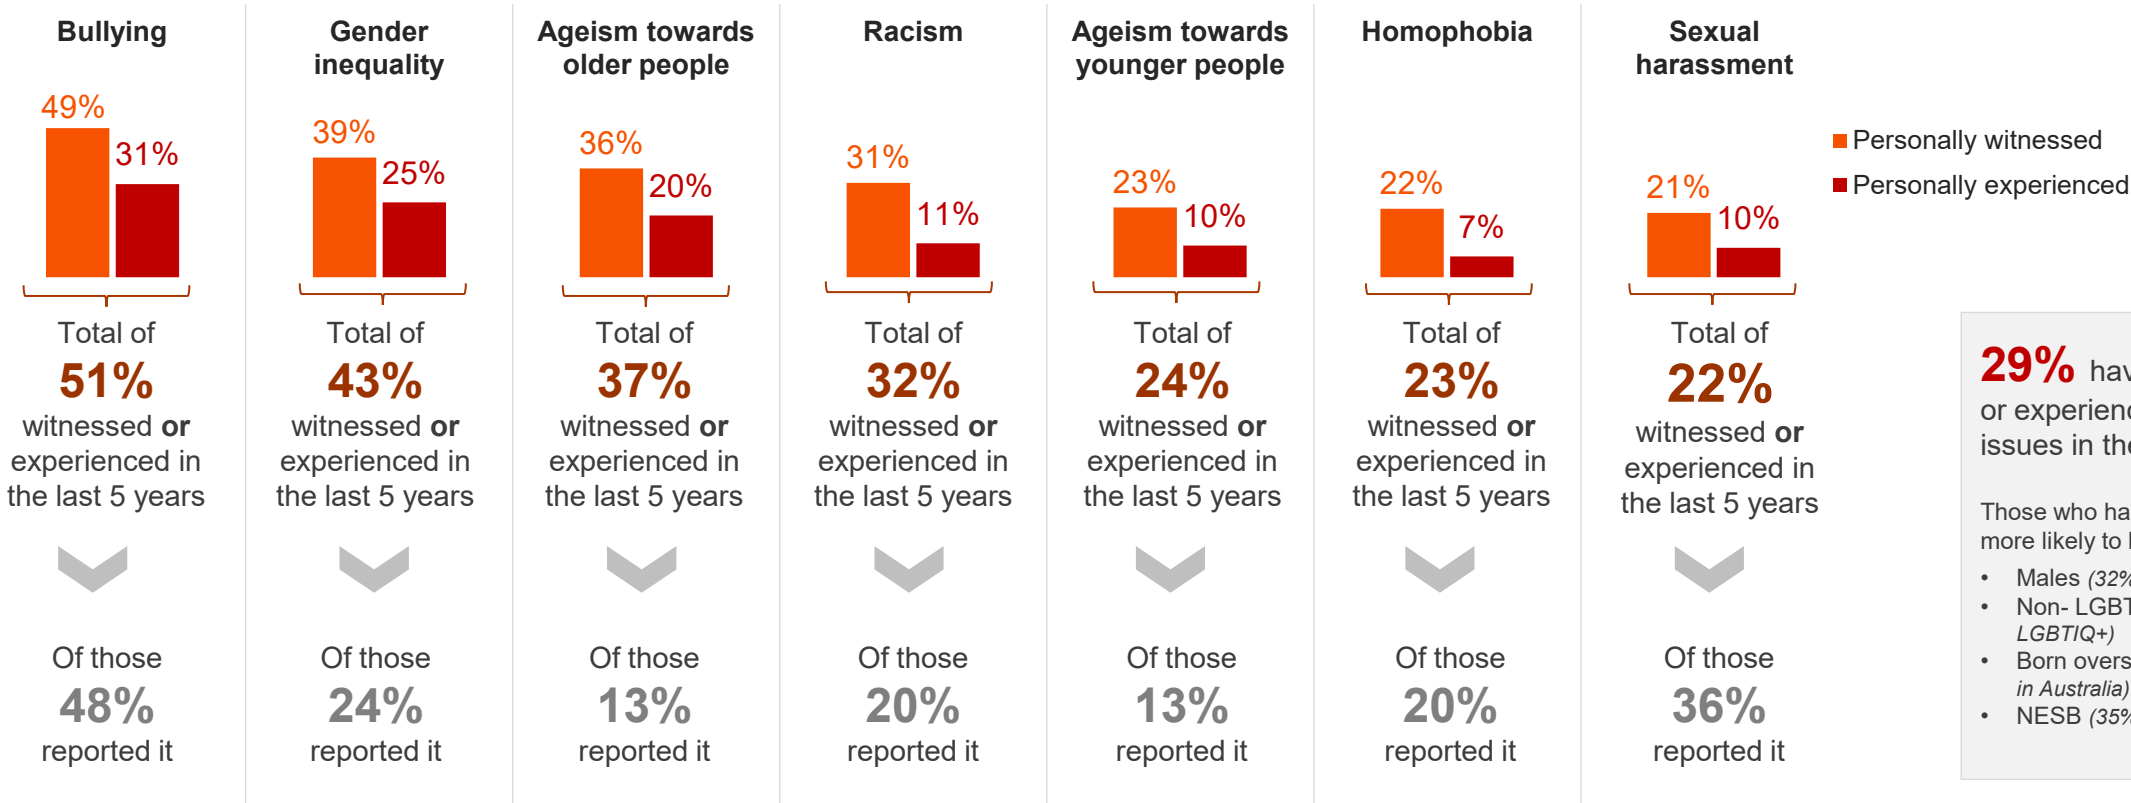 Bullying
49%
31%
Total of
51%
witnessed or
experienced in
the last 5 years
Of those
48%
reported it
Gender
inequality
39%
25%
Total of
43%
witnessed or
experienced in
the last 5 years
Of those
24%
reported it
Ageism towards
older people
36%
20%
Total of
37%
witnessed or
experienced in
the last 5 years
Of those
13%
reported it
Racism
31%
11%
Total of
32%
witnessed or
experienced in
the last 5 years
Of those
20%
reported it
Ageism towards
younger people
23%
10%
Total of
24%
witnessed or
experienced in
the last 5 years
Of those
13%
reported it
Homophobia
22%
7%
Total of
23%
witnessed or
experienced in
the last 5 years
Of those
20%
reported it
Sexual
harassment
21%
10%
Total of
22%
witnessed or
experienced in
the last 5 years
Of those
36%
reported it
Personally witnessed
Personally experienced
29%
or
issues in
Those who
more likely to
• Males (32%
• Non-
LGBTIQ+)
• Born
in Australia)
• NESB (35%